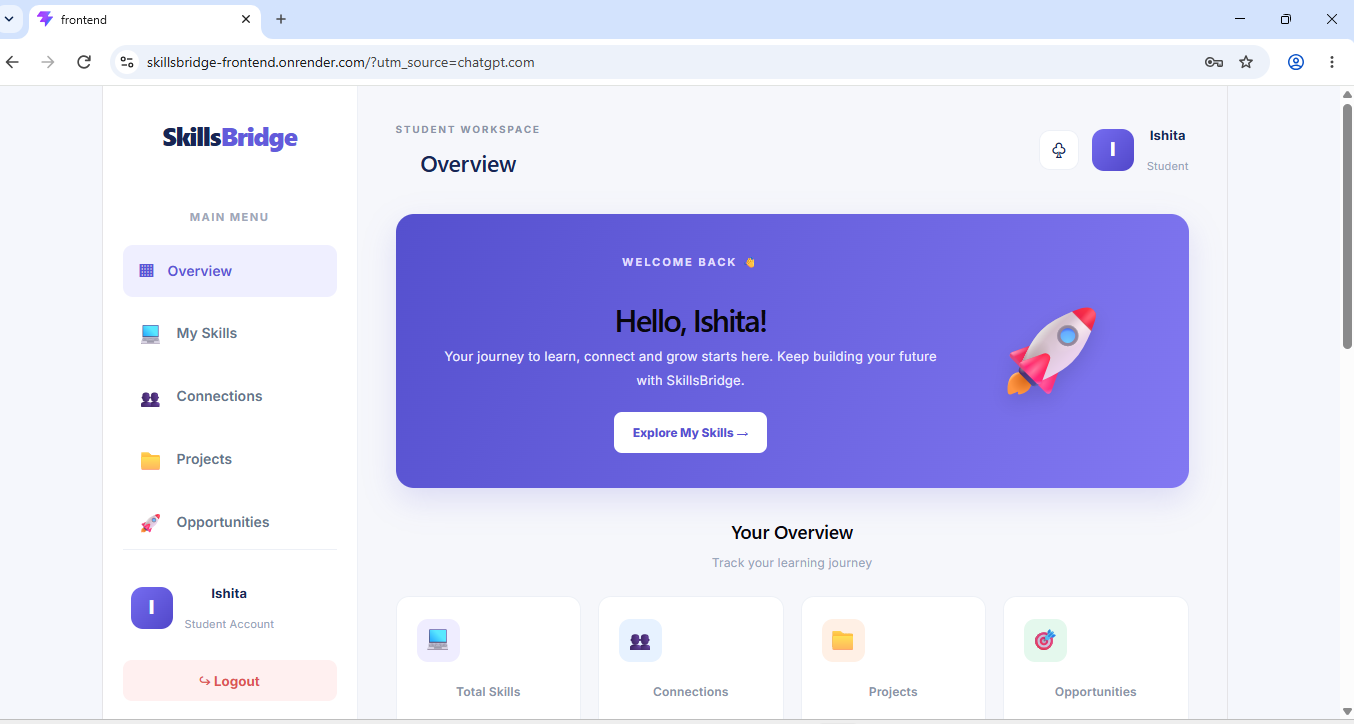 frontend
skillsbridge-frontend.onrender.com/?utm_source=chatgpt.com
SkillsBridge
MAIN MENU
Overview
My Skills
Connections
Projects
Opportunities
I
Ishita
Student Account
↪ Logout
STUDENT WORKSPACE
Overview
I
Ishita
Student
WELCOME BACK 👋
Hello, Ishita!
Your journey to learn, connect and grow starts here. Keep building your future
with SkillsBridge.
Explore My Skills →
Your Overview
Track your learning journey
Total Skills
Connections
Projects
Opportunities